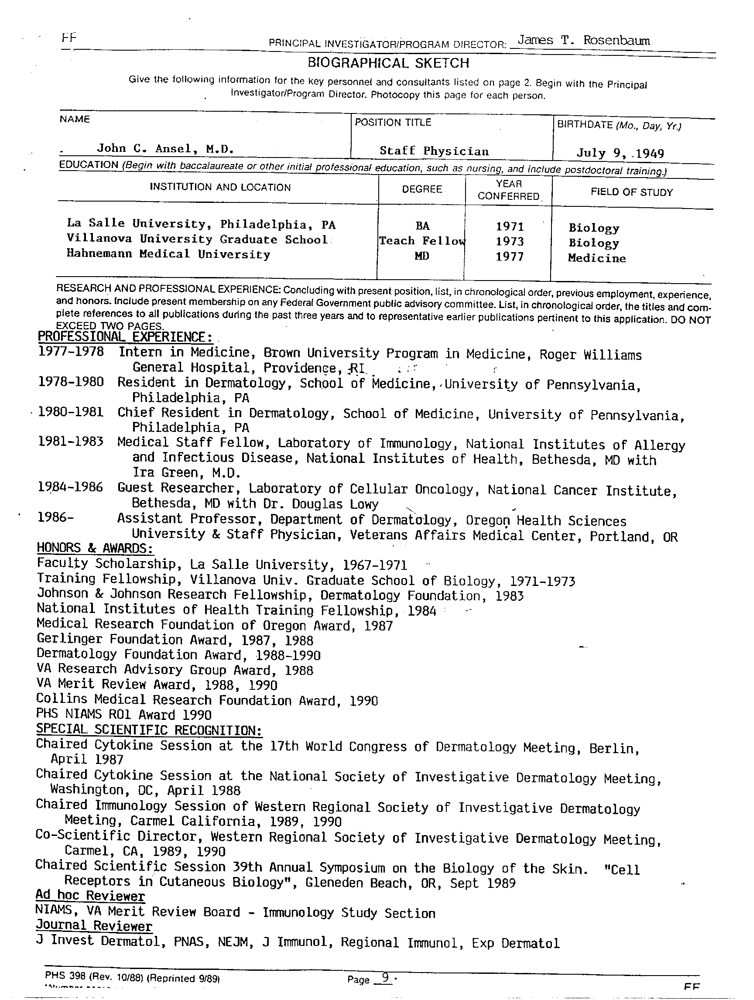 FF
PRINCIPAL INVESTIGATOR/PROGRAM DIRECTOR: James T. Rosenbaum
BIOGRAPHICAL SKETCH
Give the following information for the key personnel and consultants listed on page 2. Begin with the Principal
Investigator/Program Director. Photocopy this page for each person.
NAME POSITION TITLE BIRTHDATE (Mo., Day, Yr.)
John C. Ansel, M.D. Staff Physician July 9, 1949
EDUCATION (Begin with baccalaureate or other initial professional education, such as nursing, and include postdoctoral training.)
INSTITUTION AND LOCATION DEGREE YEAR CONFERRED FIELD OF STUDY
La Salle University, Philadelphia, PA BA 1971 Biology
Villanova University Graduate School Teach Fellow 1973 Biology
Hahnemann Medical University MD 1977 Medicine
RESEARCH AND PROFESSIONAL EXPERIENCE: Concluding with present position, list, in chronological order, previous employment, experience,
and honors. Include present membership on any Federal Government public advisory committee. List, in chronological order, the titles and com-
plete references to all publications during the past three years and to representative earlier publications pertinent to this application. DO NOT
EXCEED TWO PAGES.
PROFESSIONAL EXPERIENCE:
1977-1978 Intern in Medicine, Brown University Program in Medicine, Roger Williams
General Hospital, Providence, RI
1978-1980 Resident in Dermatology, School of Medicine, University of Pennsylvania,
Philadelphia, PA
1980-1981 Chief Resident in Dermatology, School of Medicine, University of Pennsylvania,
Philadelphia, PA
1981-1983 Medical Staff Fellow, Laboratory of Immunology, National Institutes of Allergy
and Infectious Disease, National Institutes of Health, Bethesda, MD with
Ira Green, M.D.
1984-1986 Guest Researcher, Laboratory of Cellular Oncology, National Cancer Institute,
Bethesda, MD with Dr. Douglas Lowy
1986- Assistant Professor, Department of Dermatology, Oregon Health Sciences
University & Staff Physician, Veterans Affairs Medical Center, Portland, OR
HONORS & AWARDS:
Faculty Scholarship, La Salle University, 1967-1971
Training Fellowship, Villanova Univ. Graduate School of Biology, 1971-1973
Johnson & Johnson Research Fellowship, Dermatology Foundation, 1983
National Institutes of Health Training Fellowship, 1984
Medical Research Foundation of Oregon Award, 1987
Gerlinger Foundation Award, 1987, 1988
Dermatology Foundation Award, 1988-1990
VA Research Advisory Group Award, 1988
VA Merit Review Award, 1988, 1990
Collins Medical Research Foundation Award, 1990
PHS NIAMS RO1 Award 1990
SPECIAL SCIENTIFIC RECOGNITION:
Chaired Cytokine Session at the 17th World Congress of Dermatology Meeting, Berlin,
April 1987
Chaired Cytokine Session at the National Society of Investigative Dermatology Meeting,
Washington, DC, April 1988
Chaired Immunology Session of Western Regional Society of Investigative Dermatology
Meeting, Carmel California, 1989, 1990
Co-Scientific Director, Western Regional Society of Investigative Dermatology Meeting,
Carmel, CA, 1989, 1990
Chaired Scientific Session 39th Annual Symposium on the Biology of the Skin. "Cell
Receptors in Cutaneous Biology", Gleneden Beach, OR, Sept 1989
Ad hoc Reviewer
NIAMS, VA Merit Review Board - Immunology Study Section
Journal Reviewer
J Invest Dermatol, PNAS, NEJM, J Immunol, Regional Immunol, Exp Dermatol
PHS 398 (Rev. 10/88) (Reprinted 9/89) Page 9
FF